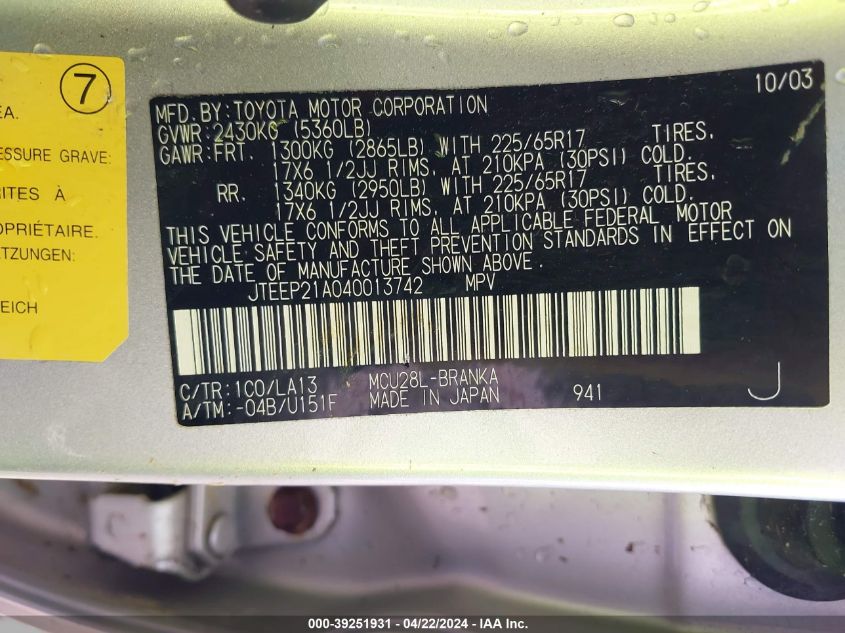 7
EA.
ESSURE GRAVE:
RITES À
OPRIÉTAIRE.
TZUNGEN:
EICH
10/03
MFD. BY: TOYOTA MOTOR CORPORATION
GVWR: 2430KG (5360LB)
GAWR: FRT. 1300KG (2865LB) WITH 225/65R17 TIRES,
17X6 1/2JJ RIMS, AT 210KPA (30PSI) COLD.
RR. 1340KG (2950LB) WITH 225/65R17 TIRES,
17X6 1/2JJ RIMS, AT 210KPA (30PSI) COLD.
THIS VEHICLE CONFORMS TO ALL APPLICABLE FEDERAL MOTOR
VEHICLE SAFETY AND THEFT PREVENTION STANDARDS IN EFFECT ON
THE DATE OF MANUFACTURE SHOWN ABOVE.
JTEEP21A040013742 MPV
C/TR: 1C0/LA13 MCU28L-BRANKA
A/TM: -04B/U151F MADE IN JAPAN 941 J
000-39251931 - 04/22/2024 - IAA Inc.